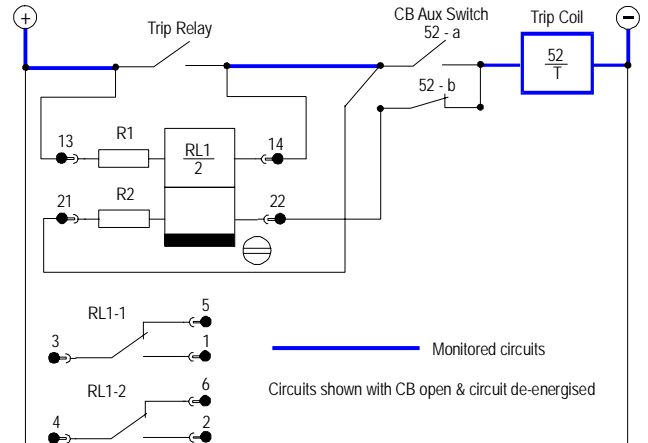 +
Trip Relay
CB Aux Switch
52 - a
Trip Coil
−
52
T
52 - b
13
R1
RL1
2
14
21
R2
22
RL1-1
5
3
1
RL1-2
6
4
2
Monitored circuits
Circuits shown with CB open & circuit de-energised